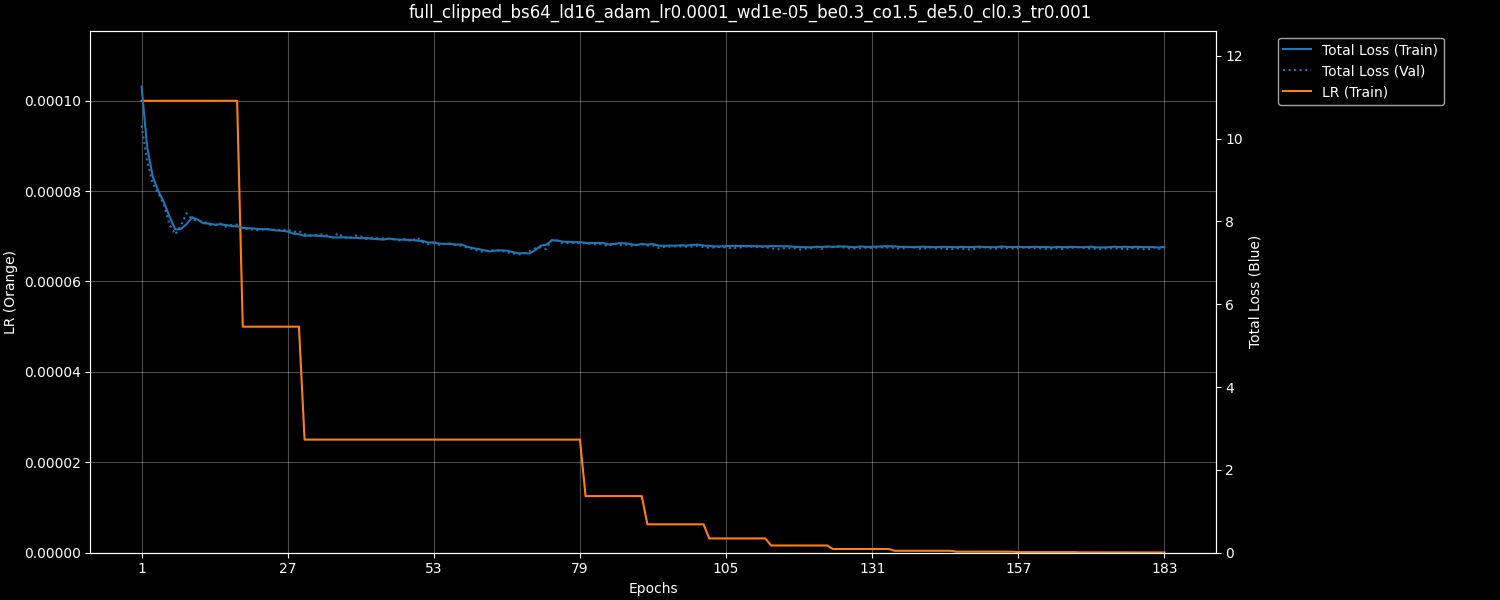 full_clipped_bs64_ld16_adam_lr0.0001_wd1e-05_be0.3_co1.5_de5.0_cl0.3_tr0.001
Total Loss (Train)
Total Loss (Val)
LR (Train)
LR (Orange)
0.00010
0.00008
0.00006
0.00004
0.00002
0.00000
12
10
8
6
4
2
0
Total Loss (Blue)
1 27 53 79 105 131 157 183
Epochs